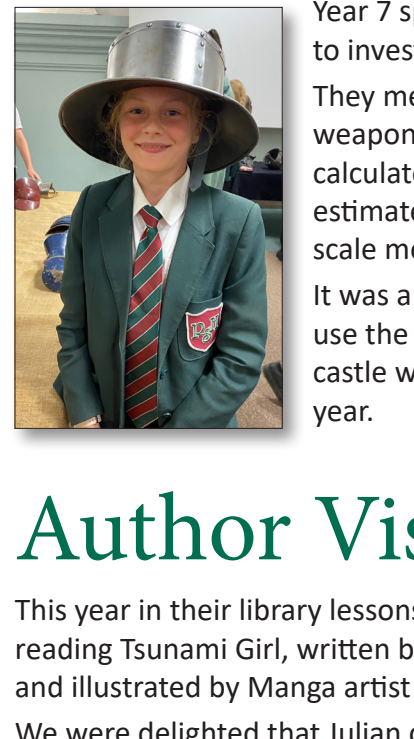 Year 7 sp
to invest
They me
weapon
calculate
estimate
scale mo
It was a
use the
castle w
year.
Author Vis
This year in their library lessons
reading Tsunami Girl, written b
and illustrated by Manga artist
We were delighted that Julian c